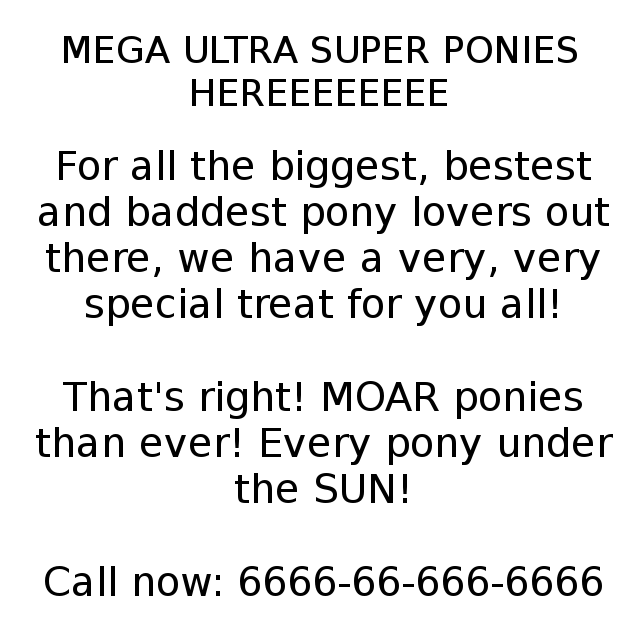 MEGA ULTRA SUPER PONIES
HEREEEEEEEE
For all the biggest, bestest
and baddest pony lovers out
there, we have a very, very
special treat for you all!
That's right! MOAR ponies
than ever! Every pony under
the SUN!
Call now: 6666-66-666-6666